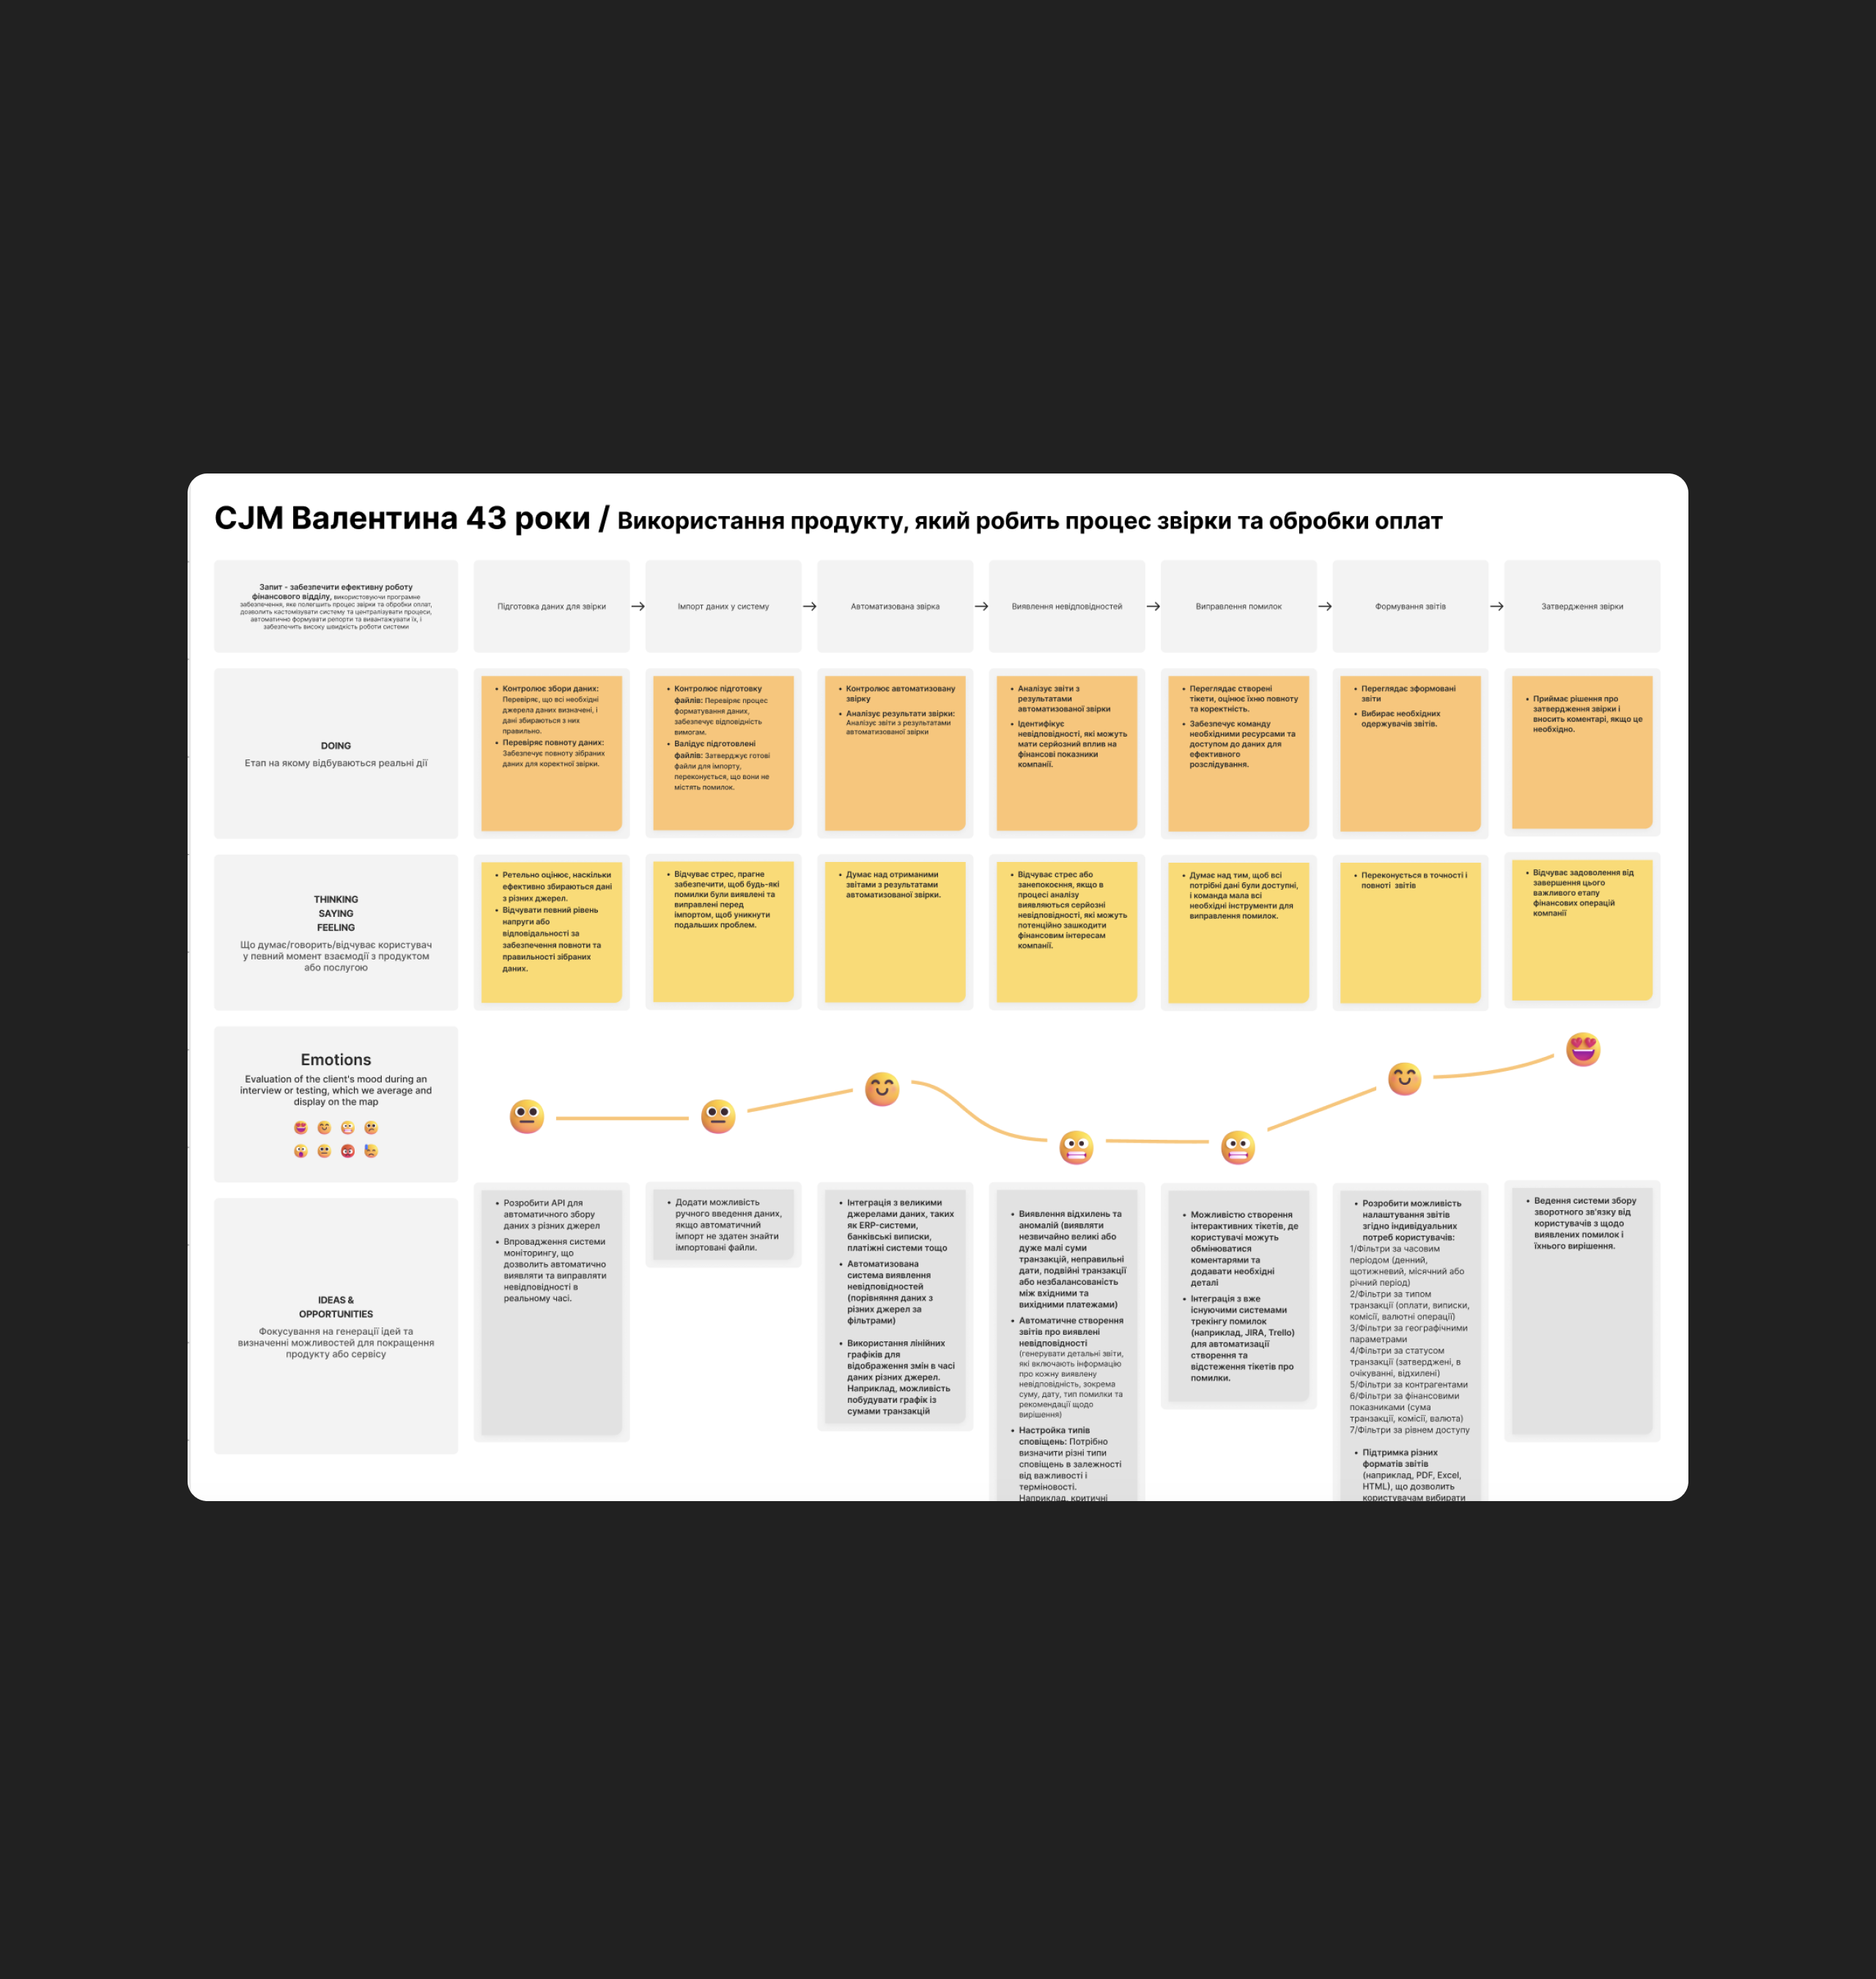 CJM Валентина 43 роки / Використання продукту, який робить процес звірки та обробки оплат
Запит - забезпечити ефективну роботу
фінансового відділу, використовуючи програмне
забезпечення, яке полегшить процес звірки та обробки оплат,
дозволить кастомізувати систему та централізувати процеси,
автоматично формувати репорти та вивантажувати їх, і
забезпечить високу швидкість роботи системи
Підготовка даних для звірки
Імпорт даних у систему
Автоматизована звірка
Виявлення невідповідностей
Виправлення помилок
Формування звітів
Затвердження звірки
DOING
Етап на якому відбуваються реальні дії
• Контролює збори даних:
Перевіряє, що всі необхідні
джерела даних визначені, і
дані збираються з них
правильно.
• Перевіряє повноту даних:
Забезпечує повноту зібраних
даних для коректної звірки.
• Контролює підготовку
файлів: Перевіряє процес
форматування даних,
забезпечує відповідність
вимогам.
• Валідує підготовлені
файлів: Затверджує готові
файли для імпорту,
переконується, що вони не
містять помилок.
• Контролює автоматизовану
звірку
• Аналізує результати звірки:
Аналізує звіти з результатами
автоматизованої звірки
• Аналізує звіти з
результатами
автоматизованої звірки
• Ідентифікує
невідповідності, які можуть
мати серйозний вплив на
фінансові показники
компанії.
• Переглядає створені
тікети, оцінює їхню повноту
та коректність.
• Забезпечує команду
необхідними ресурсами та
доступом до даних для
ефективного
розслідування.
• Переглядає зформовані
звіти
• Вибирає необхідних
одержувачів звітів.
• Приймає рішення про
затвердження звірки і
вносить коментарі, якщо це
необхідно.
THINKING
SAYING
FEELING
Що думає/говорить/відчуває користувач
у певний момент взаємодії з продуктом
або послугою
• Ретельно оцінює, наскільки
ефективно збираються дані
з різних джерел.
• Відчувати певний рівень
напруги або
відповідальності за
забезпечення повноти та
правильності зібраних
даних.
• Відчуває стрес, прагне
забезпечити, щоб будь-які
помилки були виявлені та
виправлені перед
імпортом, щоб уникнути
подальших проблем.
• Думає над отриманими
звітами з результатами
автоматизованої звірки.
• Відчуває стрес або
занепокоєння, якщо в
процесі аналізу
виявляються серйозні
невідповідності, які можуть
потенційно зашкодити
фінансовим інтересам
компанії.
• Думає над тим, щоб всі
потрібні дані були доступні,
і команда мала всі
необхідні інструменти для
виправлення помилок.
• Переконується в точності і
повноті звітів
• Відчуває задоволення від
завершення цього
важливого етапу
фінансових операцій
компанії
Emotions
Evaluation of the client's mood during an
interview or testing, which we average and
display on the map
IDEAS &
OPPORTUNITIES
Фокусування на генерації ідей та
визначенні можливостей для покращення
продукту або сервісу
• Розробити API для
автоматичного збору
даних з різних джерел
• Впровадження системи
моніторингу, що
дозволить автоматично
виявляти та виправляти
невідповідності в
реальному часі.
• Додати можливість
ручного введення даних,
якщо автоматичний
імпорт не здатен знайти
імпортовані файли.
• Інтеграція з великими
джерелами даних, таких
як ERP-системи,
банківські виписки,
платіжні системи тощо
• Автоматизована
система виявлення
невідповідностей
(порівняння даних з
різних джерел за
фільтрами)
• Використання лінійних
графіків для
відображення змін в часі
даних різних джерел.
Наприклад, можливість
побудувати графік із
сумами транзакцій
• Виявлення відхилень та
аномалій (виявляти
незвичайно великі або
дуже малі суми
транзакцій, неправильні
дати, подвійні транзакції
або незбалансованість
між вхідними та
вихідними платежами)
• Автоматичне створення
звітів про виявлені
невідповідності
(генерувати детальні звіти,
які включають інформацію
про кожну виявлену
невідповідність, зокрема
суму, дату, тип помилки та
рекомендації щодо
вирішення)
• Настройка типів
сповіщень: Потрібно
визначити різні типи
сповіщень в залежності
від важливості і
терміновості.
Наприклад, критичні
• Можливістю створення
інтерактивних тікетів, де
користувачі можуть
обмінюватися
коментарями та
додавати необхідні
деталі
• Інтеграція з вже
існуючими системами
трекінгу помилок
(наприклад, JIRA, Trello)
для автоматизації
створення та
відстеження тікетів про
помилки.
• Розробити можливість
налаштування звітів
згідно індивідуальних
потреб користувачів:
1/Фільтри за часовим
періодом (денний,
щотижневий, місячний або
річний період)
2/Фільтри за типом
транзакції (оплати, виписки,
комісії, валютні операції)
3/Фільтри за географічними
параметрами
4/Фільтри за статусом
транзакції (затверджені, в
очікуванні, відхилені)
5/Фільтри за контрагентами
6/Фільтри за фінансовими
показниками (сума
транзакції, комісії, валюта)
7/Фільтри за рівнем доступу
• Підтримка різних
форматів звітів
(наприклад, PDF, Excel,
HTML), що дозволить
користувачам вибирати
• Ведення системи збору
зворотного зв'язку від
користувачів з щодо
виявлених помилок і
їхнього вирішення.